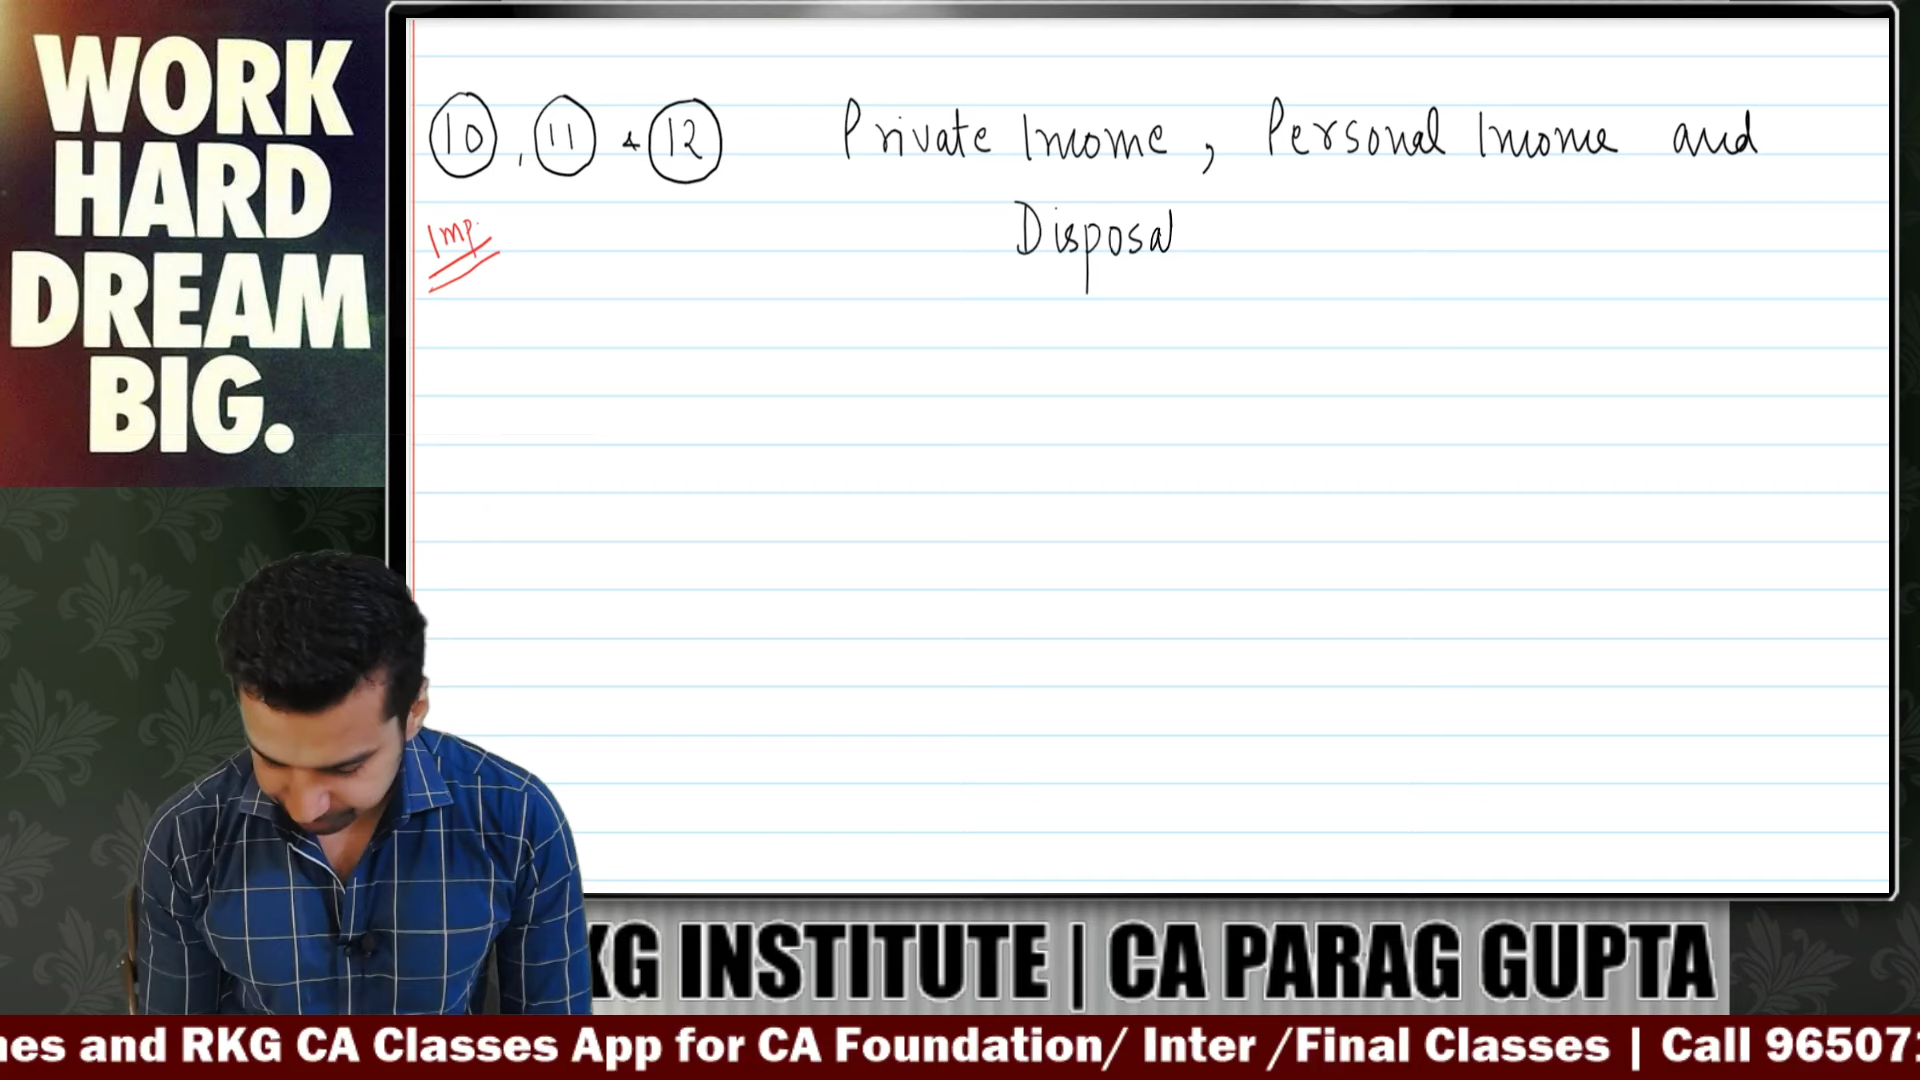 WORK
HARD
DREAM
BIG.
10, 11 & 12 Private Income, Personal Income and
Imp.
Disposal
KG INSTITUTE | CA PARAG GUPTA
nes and RKG CA Classes App for CA Foundation/ Inter /Final Classes | Call 96507